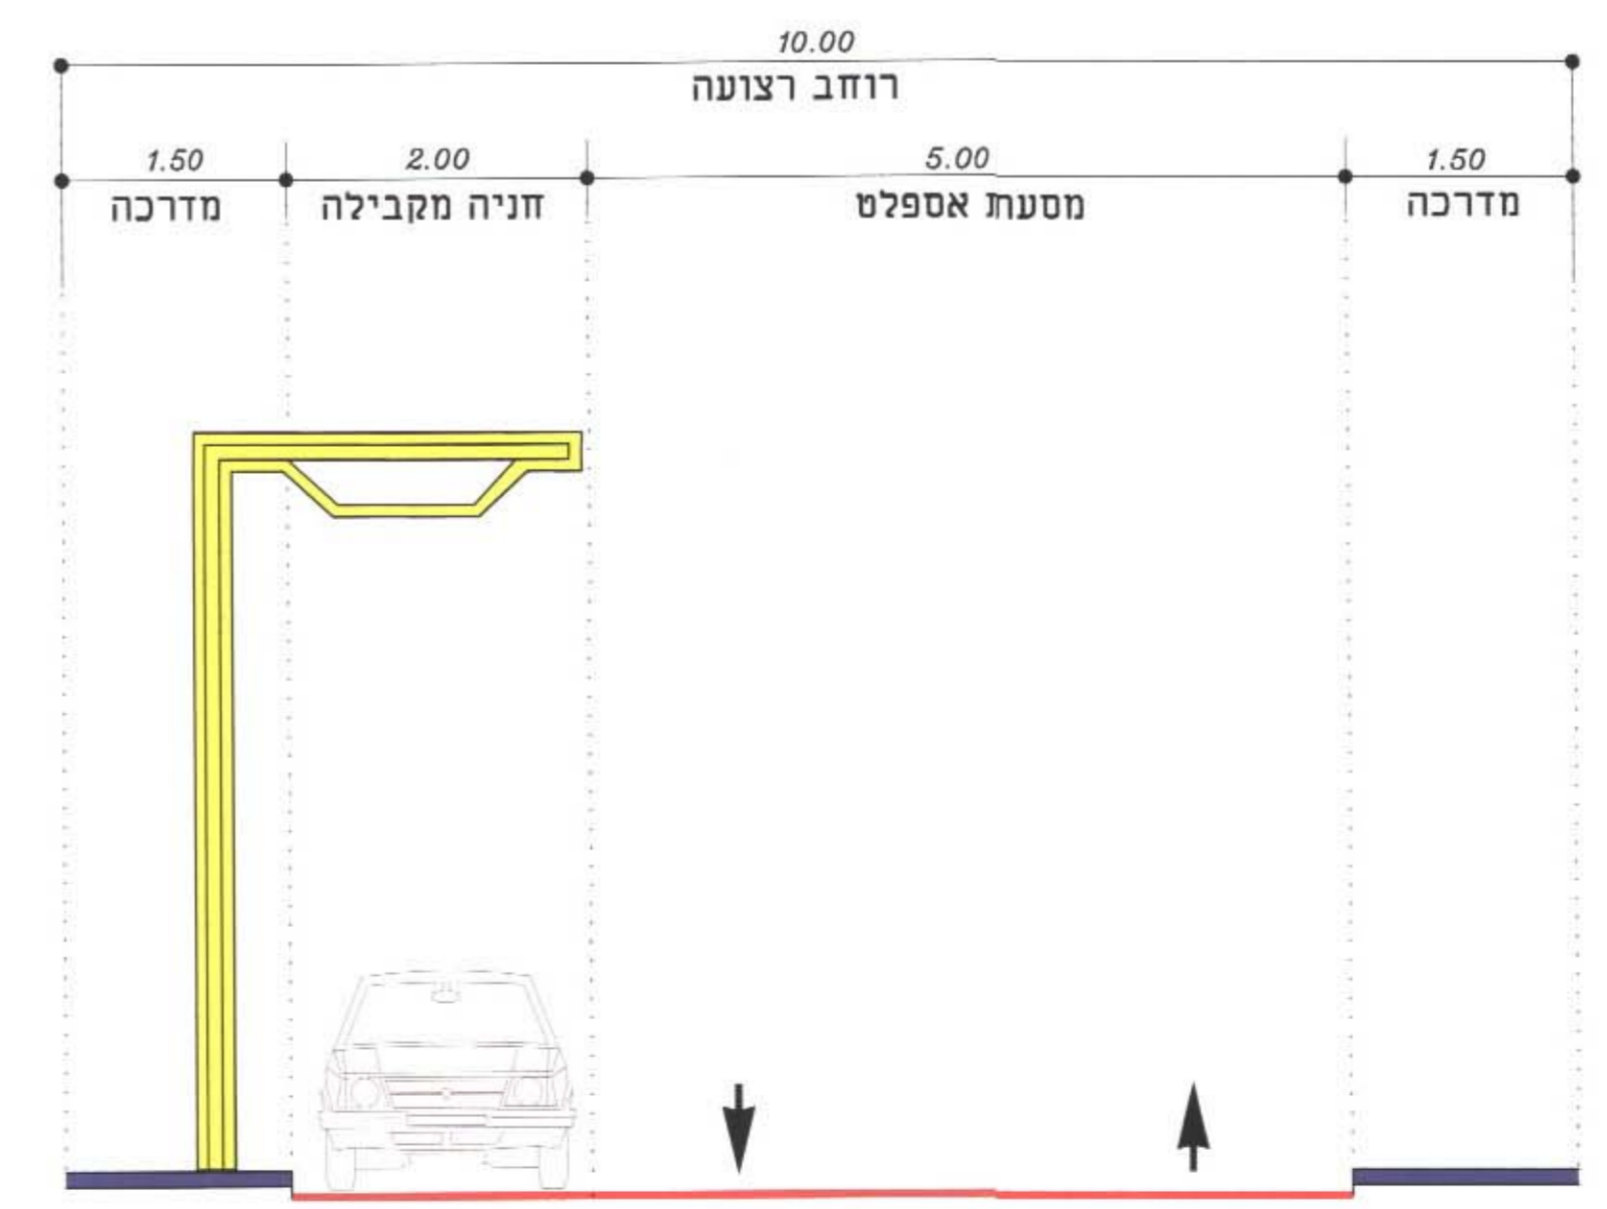 10.00
רוחב רצועה
1.50 2.00 5.00 1.50
מדרכה חניה מקבילה מסעת אספלט מדרכה